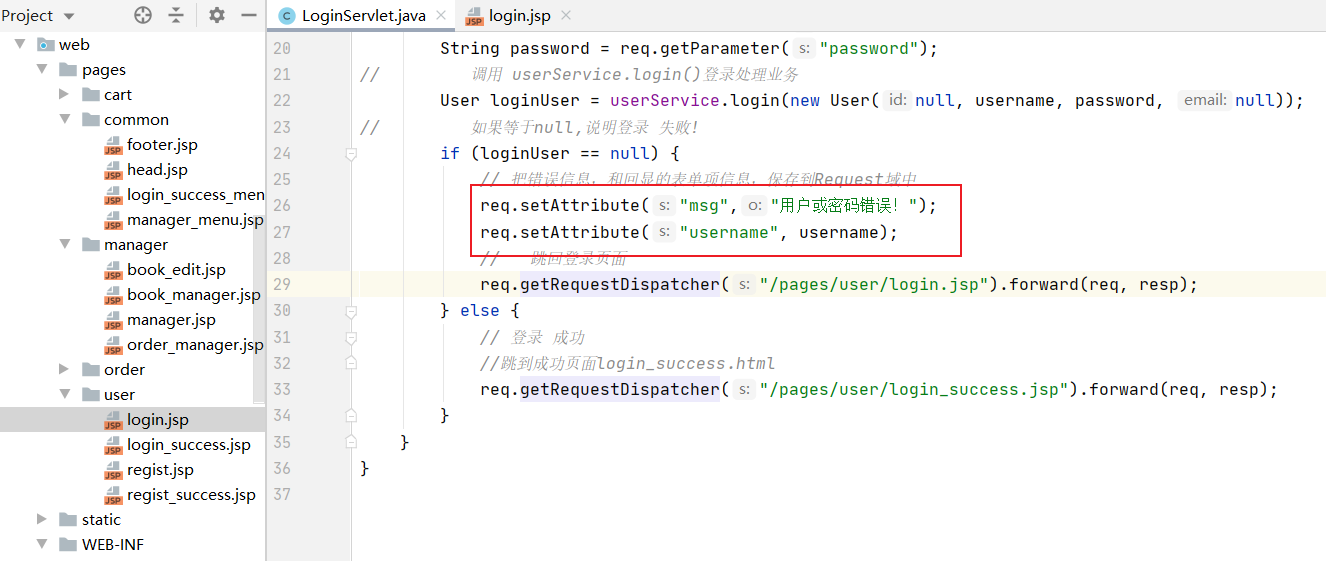 Project
LoginServlet.java
login.jsp
web
pages
cart
common
footer.jsp
head.jsp
login_success_men
manager_menu.jsp
manager
book_edit.jsp
book_manager.jsp
manager.jsp
order_manager.jsp
order
user
login.jsp
login_success.jsp
regist.jsp
regist_success.jsp
static
WEB-INF
20 String password = req.getParameter( s: "password");
21 // 调用 userService.login()登录处理业务
22 User loginUser = userService.login(new User( id: null, username, password, email: null));
23 // 如果等于null,说明登录 失败!
24 if (loginUser == null) {
25 // 把错误信息，和回显的表单项信息，保存到Request域中
26 req.setAttribute( s: "msg", o: "用户或密码错误！");
27 req.setAttribute( s: "username", username);
28 // 跳回登录页面
29 req.getRequestDispatcher( s: "/pages/user/login.jsp").forward(req, resp);
30 } else {
31 // 登录 成功
32 //跳到成功页面login_success.html
33 req.getRequestDispatcher( s: "/pages/user/login_success.jsp").forward(req, resp);
34 }
35 }
36 }
37